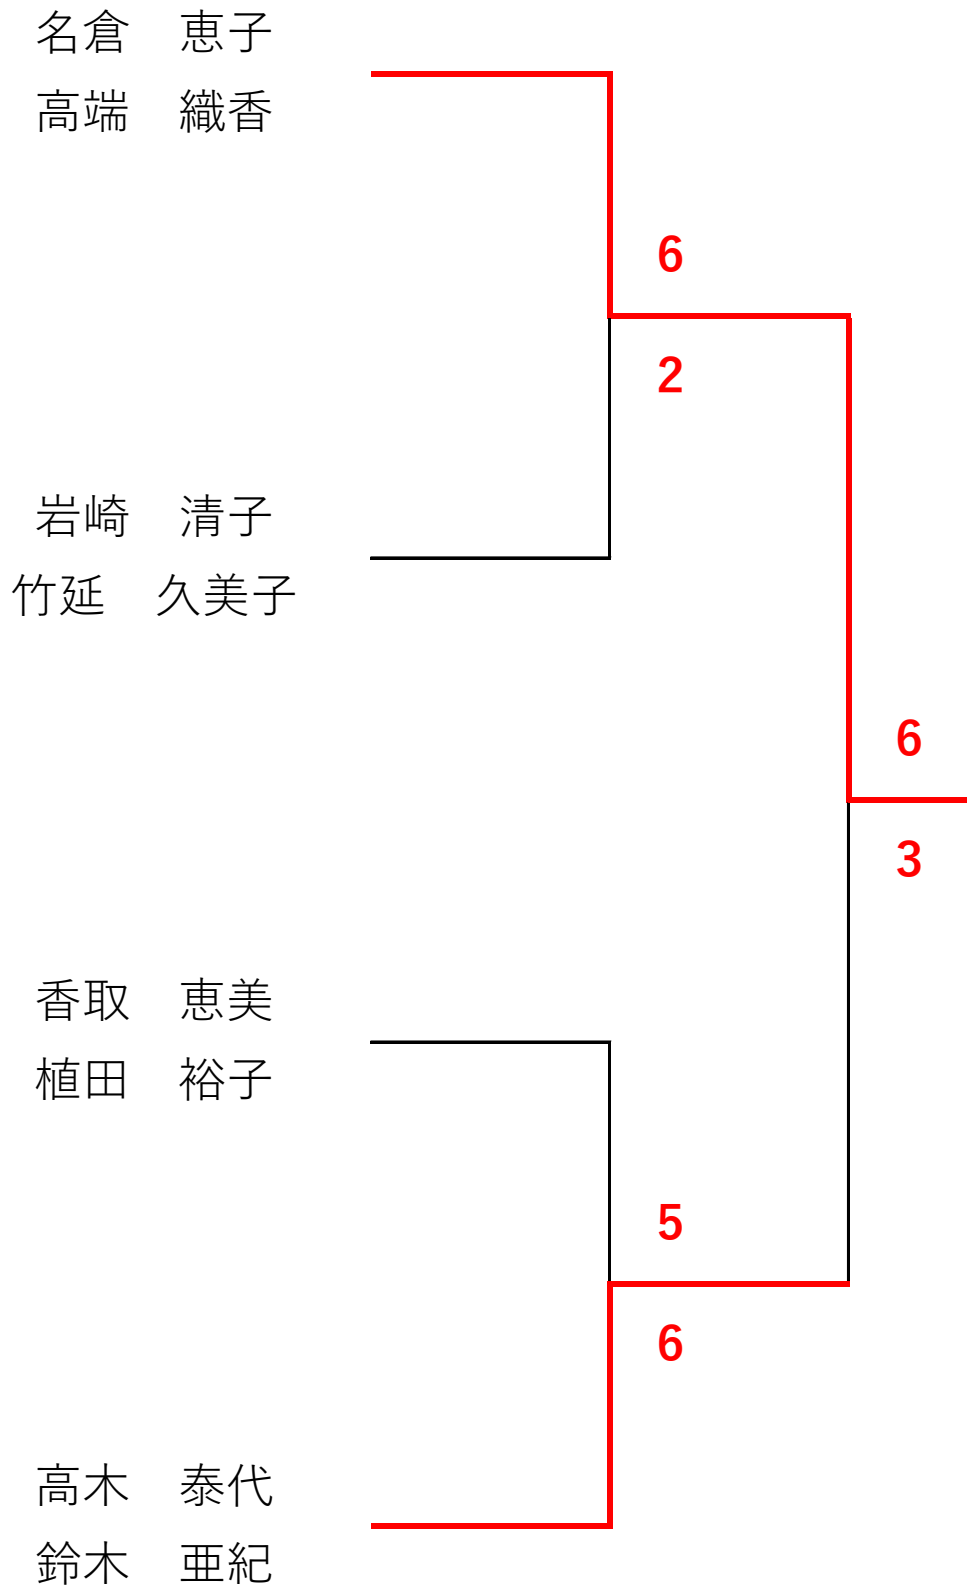 名倉　恵子
高端　織香
6
2
岩崎　清子
竹延　久美子
6
3
香取　恵美
植田　裕子
5
6
高木　泰代
鈴木　亜紀